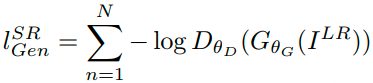 $l^{SR}_{Gen} = \sum_{n=1}^{N} -\log D_{\theta_D}(G_{\theta_G}(I^{LR}))$